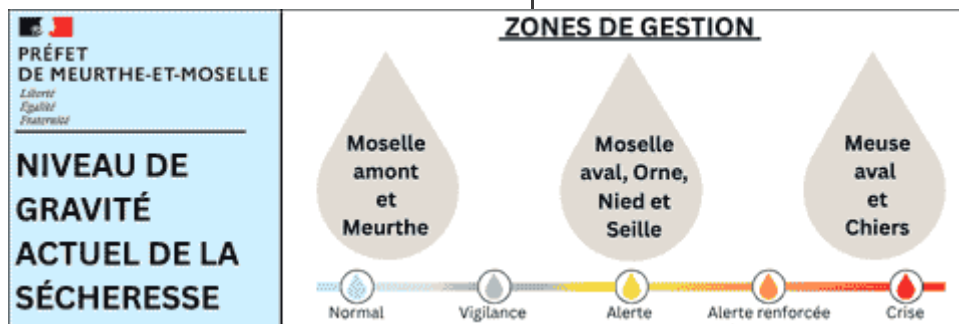 PRÉFET
DE MEURTHE-ET-MOSELLE
Liberté
Égalité
Fraternité
NIVEAU DE
GRAVITÉ
ACTUEL DE LA
SÉCHERESSE
ZONES DE GESTION
Moselle
amont
et
Meurthe
Moselle
aval, Orne,
Nied et
Seille
Meuse
aval
et
Chiers
Normal
Vigilance
Alerte
Alerte renforcée
Crise